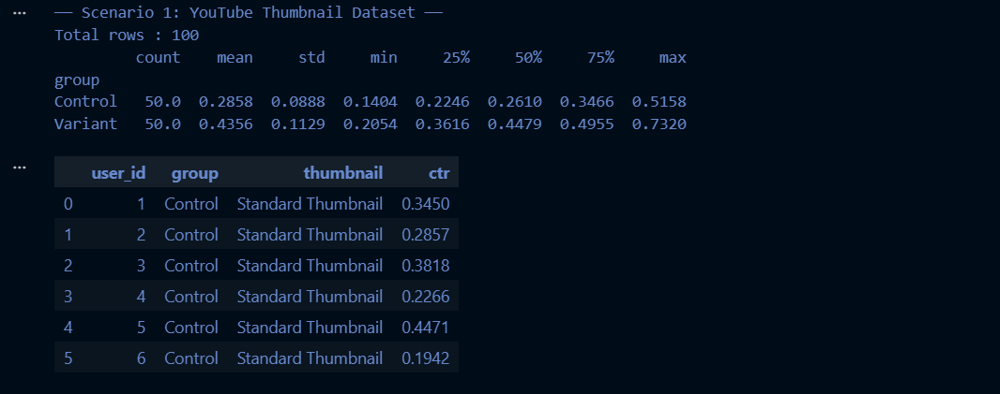 — Scenario 1: YouTube Thumbnail Dataset —
Total rows : 100
count mean std min 25% 50% 75% max
group
Control 50.0 0.2858 0.0888 0.1404 0.2246 0.2610 0.3466 0.5158
Variant 50.0 0.4356 0.1129 0.2054 0.3616 0.4479 0.4955 0.7320
user_id group thumbnail ctr
0 1 Control Standard Thumbnail 0.3450
1 2 Control Standard Thumbnail 0.2857
2 3 Control Standard Thumbnail 0.3818
3 4 Control Standard Thumbnail 0.2266
4 5 Control Standard Thumbnail 0.4471
5 6 Control Standard Thumbnail 0.1942